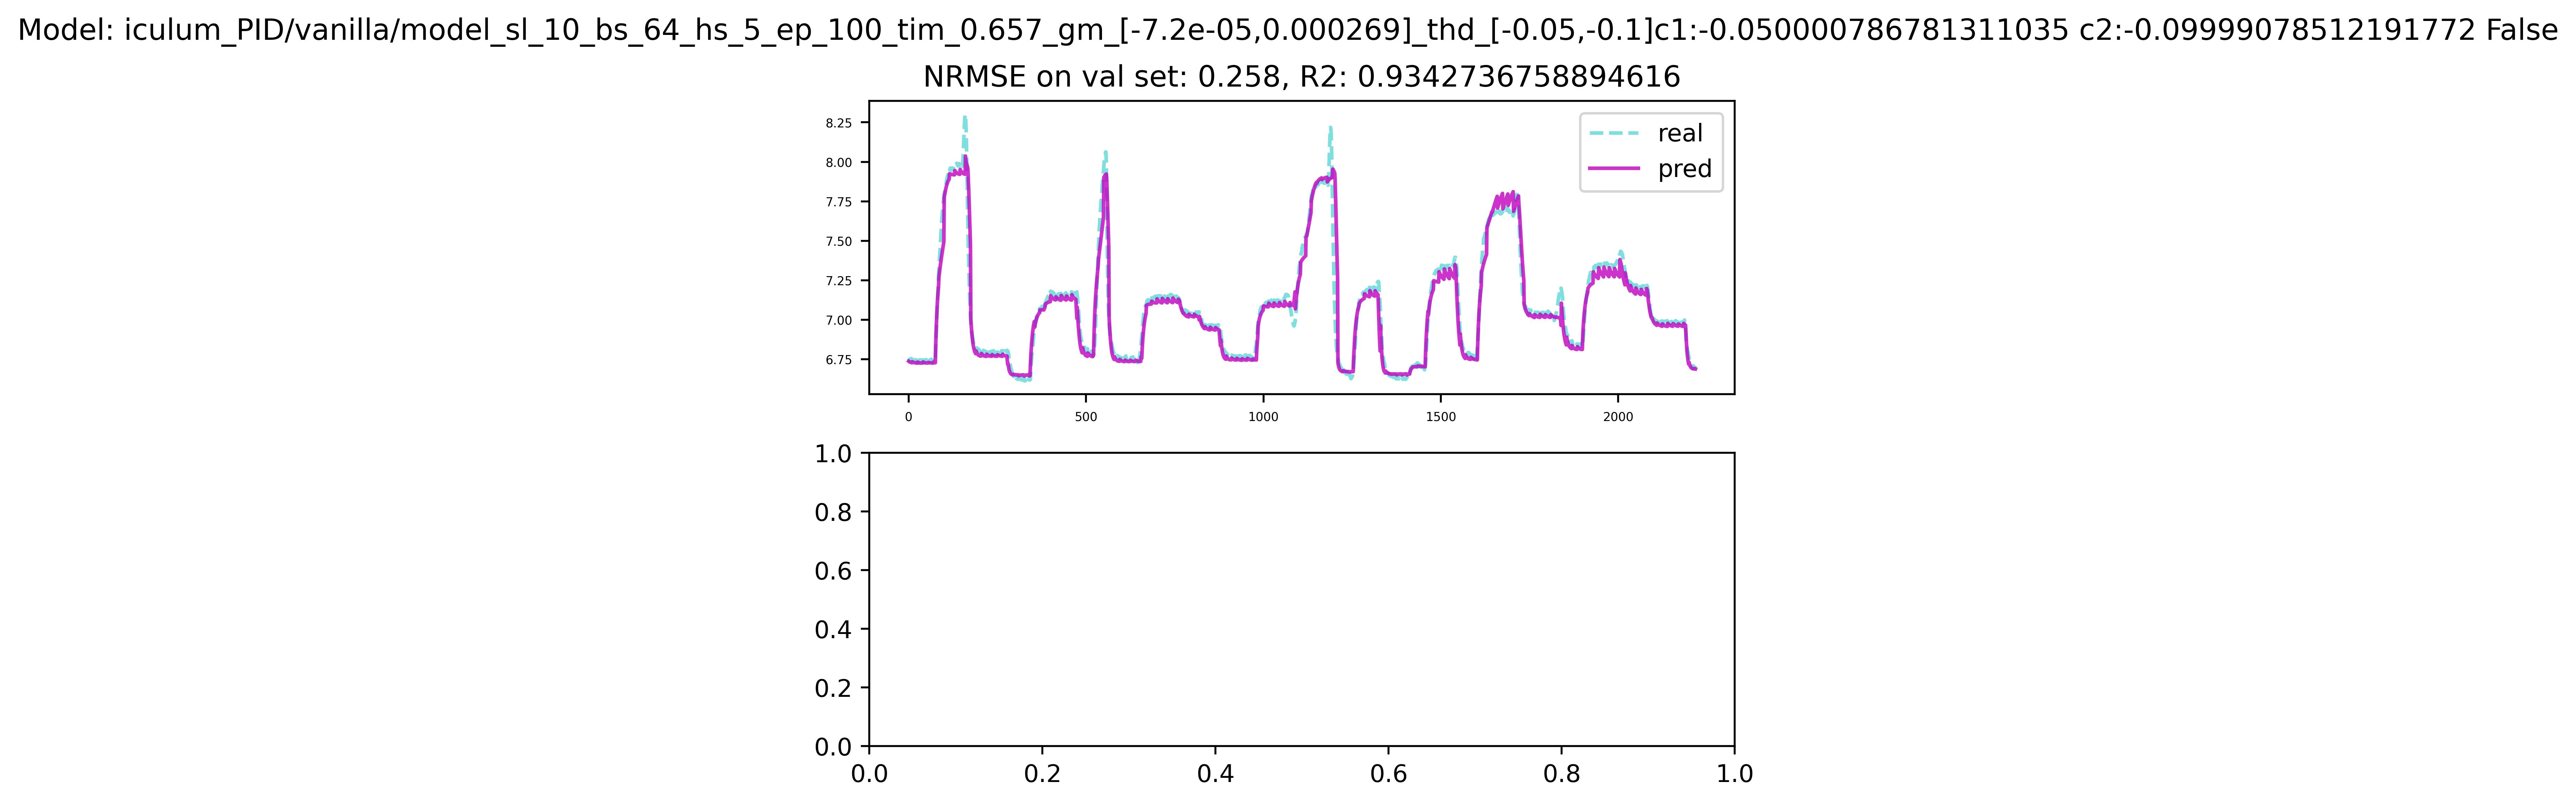 Model: iculum_PID/vanilla/model_sl_10_bs_64_hs_5_ep_100_tim_0.657_gm_[-7.2e-05,0.000269]_thd_[-0.05,-0.1]c1:-0.050000786781311035 c2:-0.09999078512191772 False
NRMSE on val set: 0.258, R2: 0.9342736758894616
8.25
8.00
7.75
7.50
7.25
7.00
6.75
real
pred
0 500 1000 1500 2000
1.0
0.8
0.6
0.4
0.2
0.0
0.0 0.2 0.4 0.6 0.8 1.0